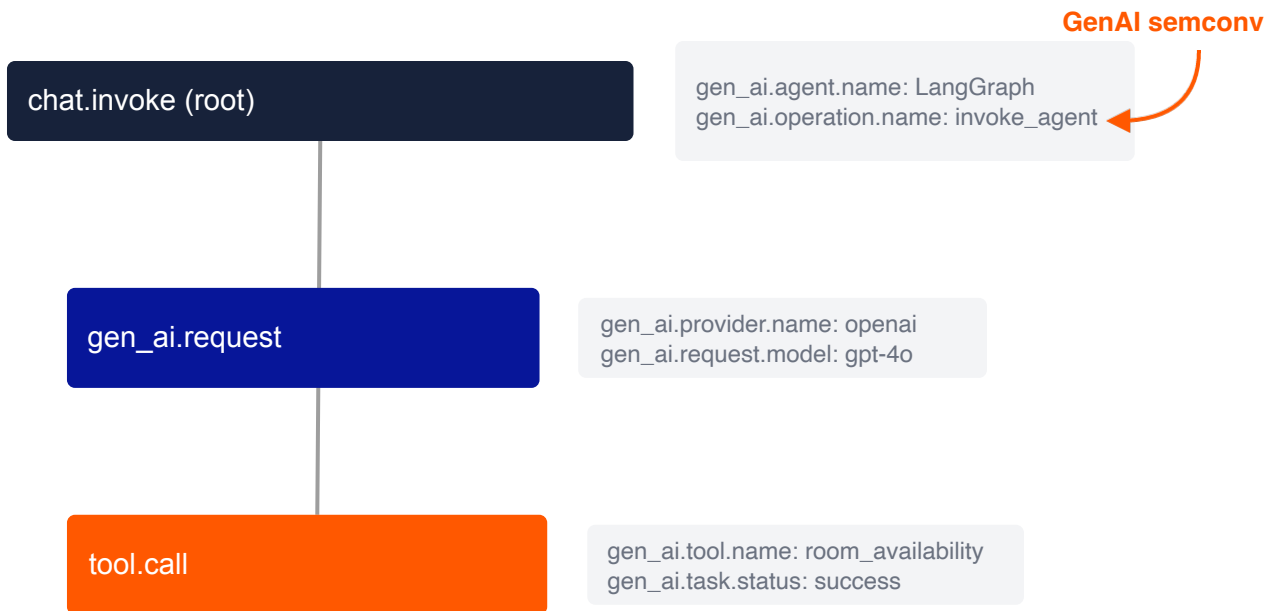 GenAI semconv
chat.invoke (root)
gen_ai.agent.name: LangGraph
gen_ai.operation.name: invoke_agent
gen_ai.request
gen_ai.provider.name: openai
gen_ai.request.model: gpt-4o
tool.call
gen_ai.tool.name: room_availability
gen_ai.task.status: success